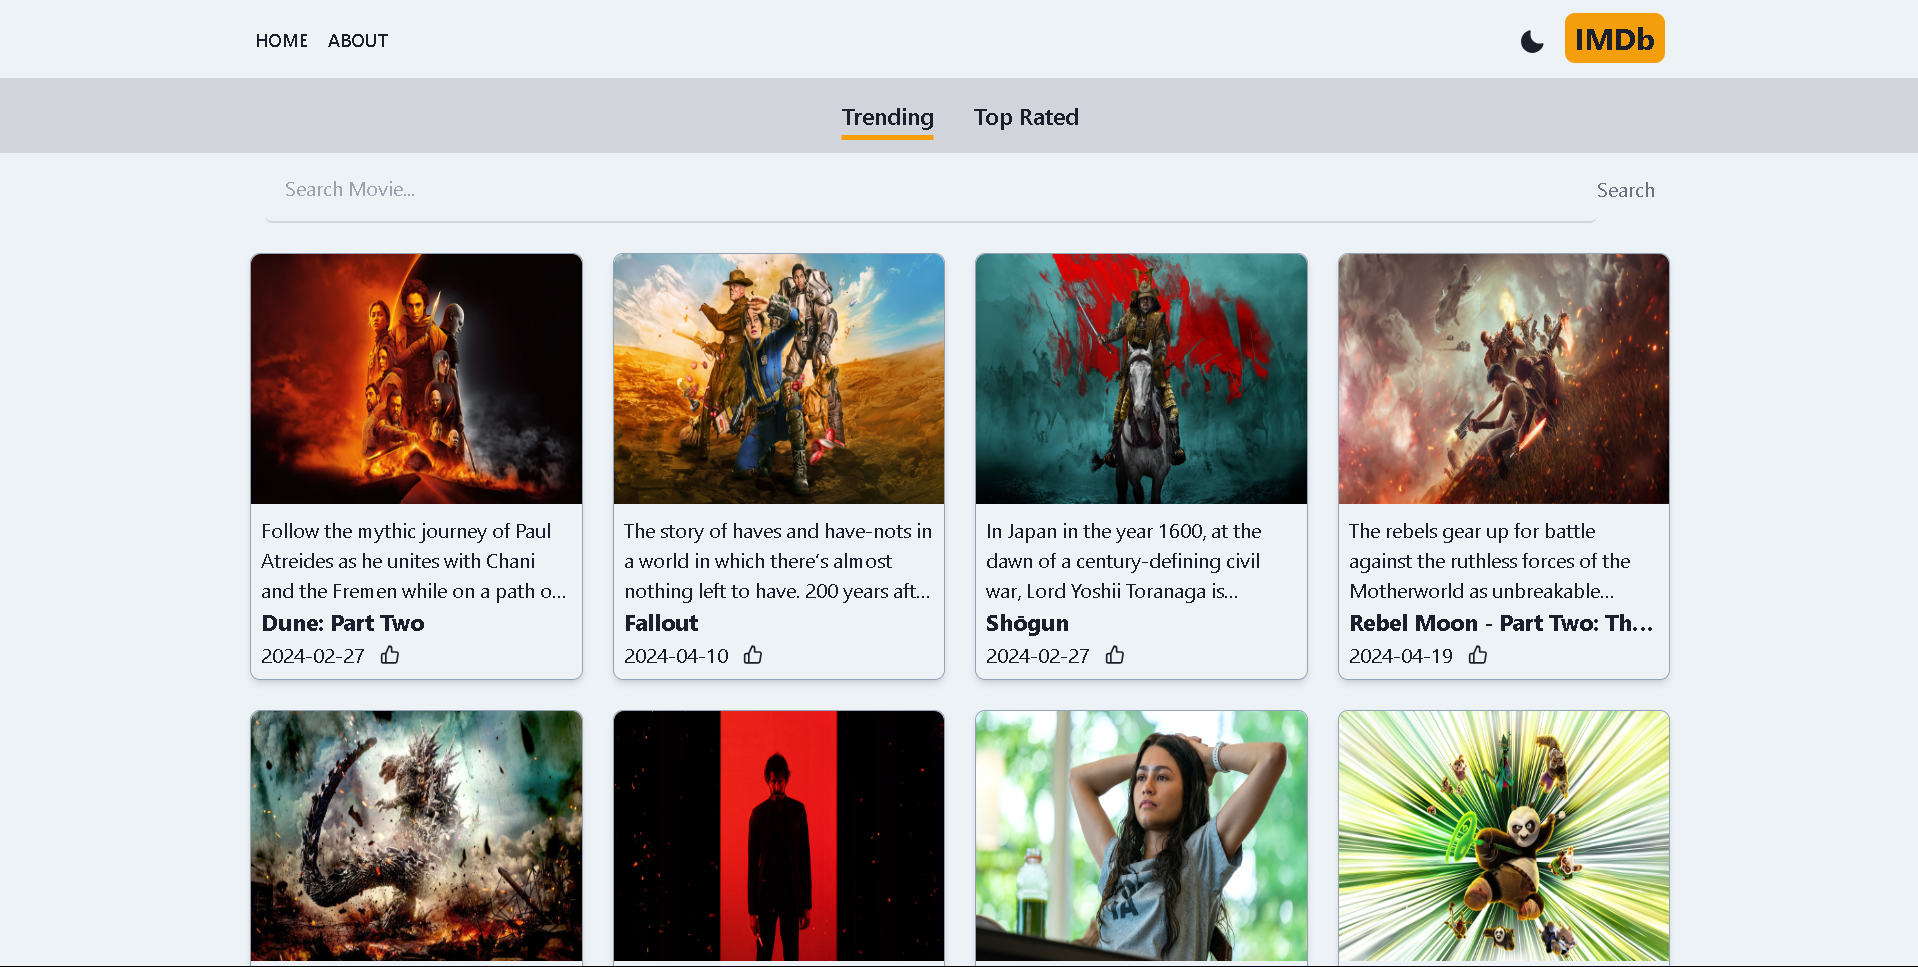 HOME ABOUT IMDb
Trending Top Rated
Search Movie... Search
Follow the mythic journey of Paul
Atreides as he unites with Chani
and the Fremen while on a path o...
Dune: Part Two
2024-02-27
The story of haves and have-nots in
a world in which there’s almost
nothing left to have. 200 years aft...
Fallout
2024-04-10
In Japan in the year 1600, at the
dawn of a century-defining civil
war, Lord Yoshii Toranaga is...
Shōgun
2024-02-27
The rebels gear up for battle
against the ruthless forces of the
Motherworld as unbreakable...
Rebel Moon - Part Two: Th...
2024-04-19